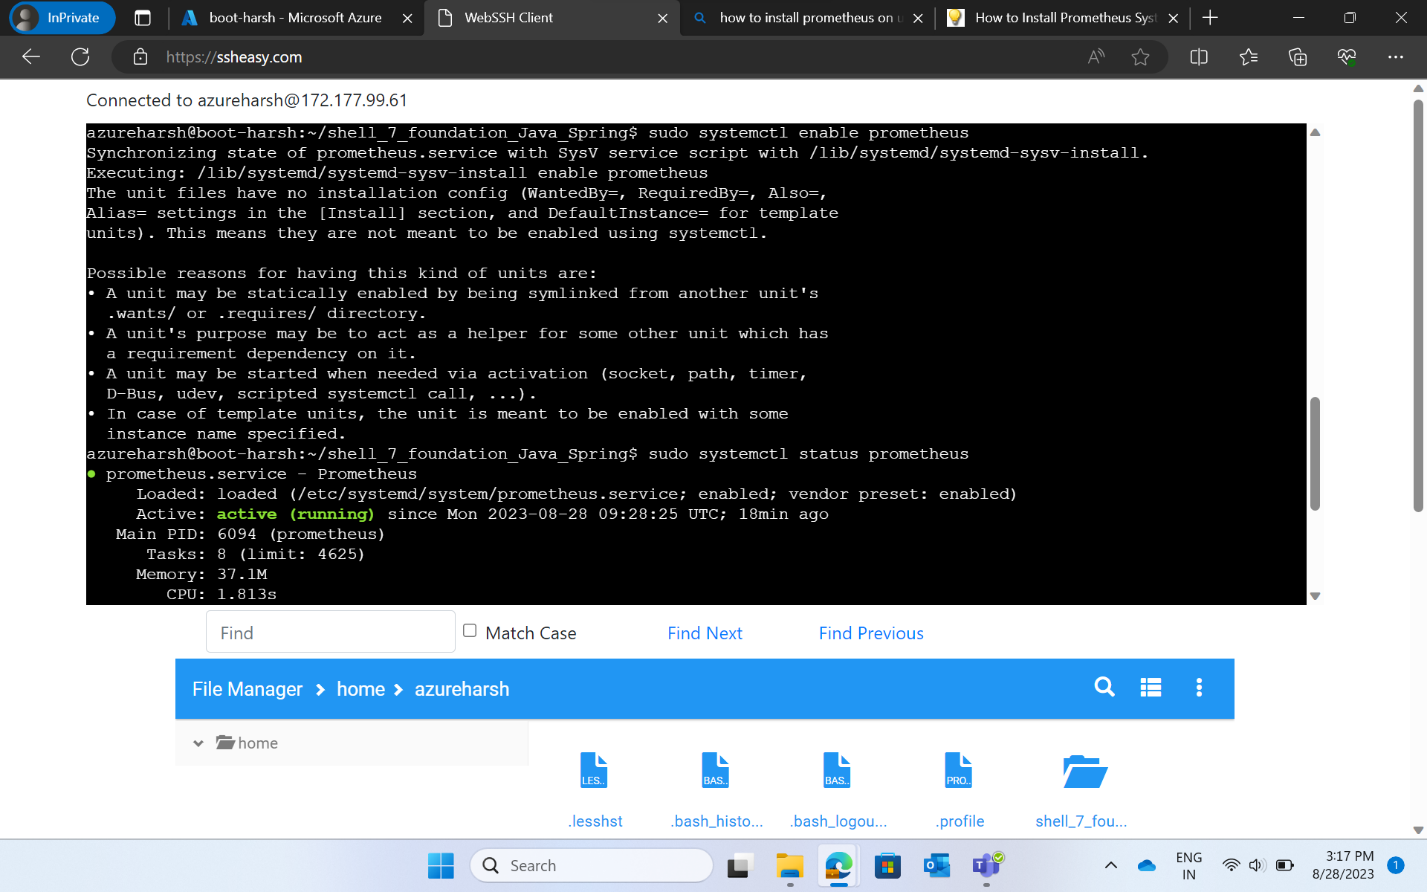 InPrivate
boot-harsh - Microsoft Azure
WebSSH Client
how to install prometheus on u
How to Install Prometheus Syst
https://ssheasy.com
Connected to azureharsh@172.177.99.61
azureharsh@boot-harsh:~/shell_7_foundation_Java_Spring$ sudo systemctl enable prometheus
Synchronizing state of prometheus.service with SysV service script with /lib/systemd/systemd-sysv-install.
Executing: /lib/systemd/systemd-sysv-install enable prometheus
The unit files have no installation config (WantedBy=, RequiredBy=, Also=,
Alias= settings in the [Install] section, and DefaultInstance= for template
units). This means they are not meant to be enabled using systemctl.
Possible reasons for having this kind of units are:
• A unit may be statically enabled by being symlinked from another unit's
.wants/ or .requires/ directory.
• A unit's purpose may be to act as a helper for some other unit which has
a requirement dependency on it.
• A unit may be started when needed via activation (socket, path, timer,
D-Bus, udev, scripted systemctl call, ...).
• In case of template units, the unit is meant to be enabled with some
instance name specified.
azureharsh@boot-harsh:~/shell_7_foundation_Java_Spring$ sudo systemctl status prometheus
● prometheus.service - Prometheus
Loaded: loaded (/etc/systemd/system/prometheus.service; enabled; vendor preset: enabled)
Active: active (running) since Mon 2023-08-28 09:28:25 UTC; 18min ago
Main PID: 6094 (prometheus)
Tasks: 8 (limit: 4625)
Memory: 37.1M
CPU: 1.813s
Find
Match Case
Find Next
Find Previous
File Manager > home > azureharsh
home
LES..
BAS..
BAS..
PRO..
.lesshst
.bash_histo...
.bash_logou...
.profile
shell_7_fou...
Search
ENG
IN
3:17 PM
8/28/2023
1